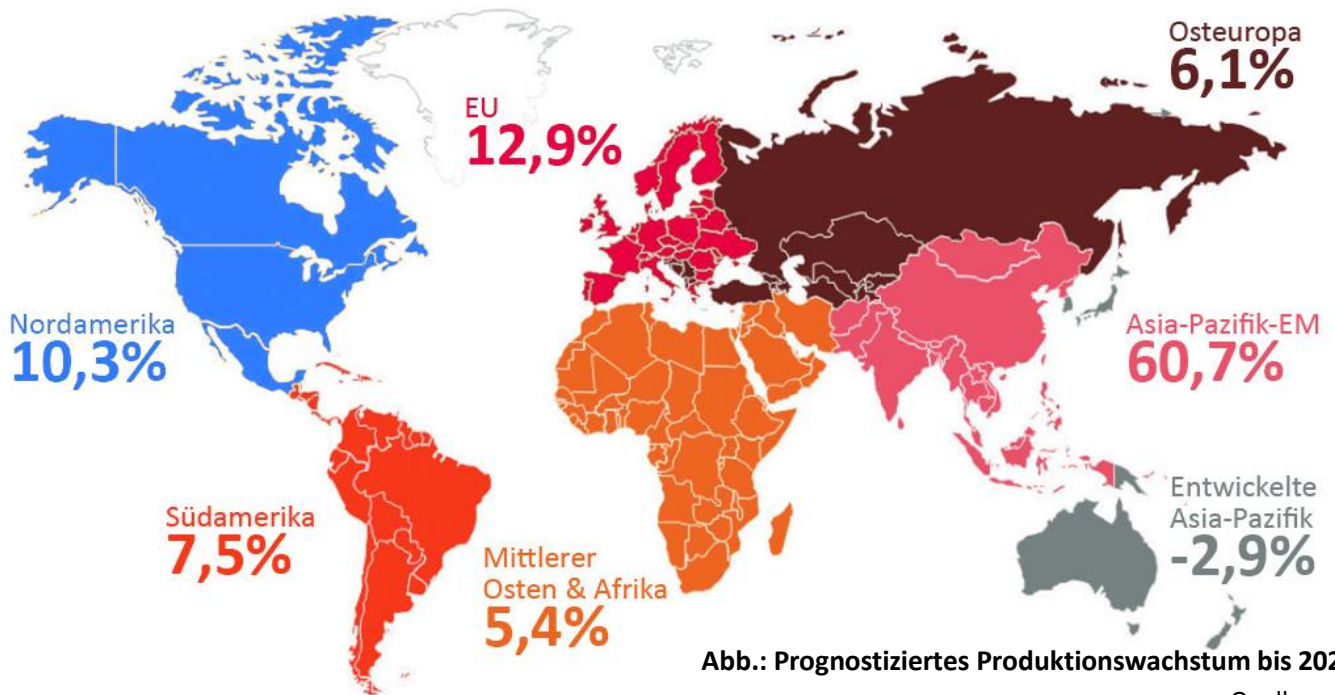 Osteuropa
6,1%
EU
12,9%
Nordamerika
10,3%
Asia-Pazifik-EM
60,7%
Südamerika
7,5%
Mittlerer
Osten & Afrika
5,4%
Entwickelte
Asia-Pazifik
-2,9%
Abb.: Prognostiziertes Produktionswachstum bis